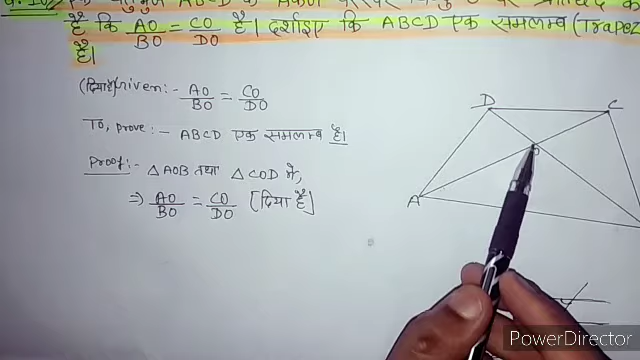 ABCD
है कि AO/BO = CO/DO है। दर्शाइए कि ABCD एक समलम्ब (Trapez
है।
(दिया है) Given:- AO/BO = CO/DO
To, prove:- ABCD एक समलम्ब है।
Proof:- △AOB तथा △COD में,
⇒ AO/BO = CO/DO [दिया है]
D C
O
A
PowerDirector